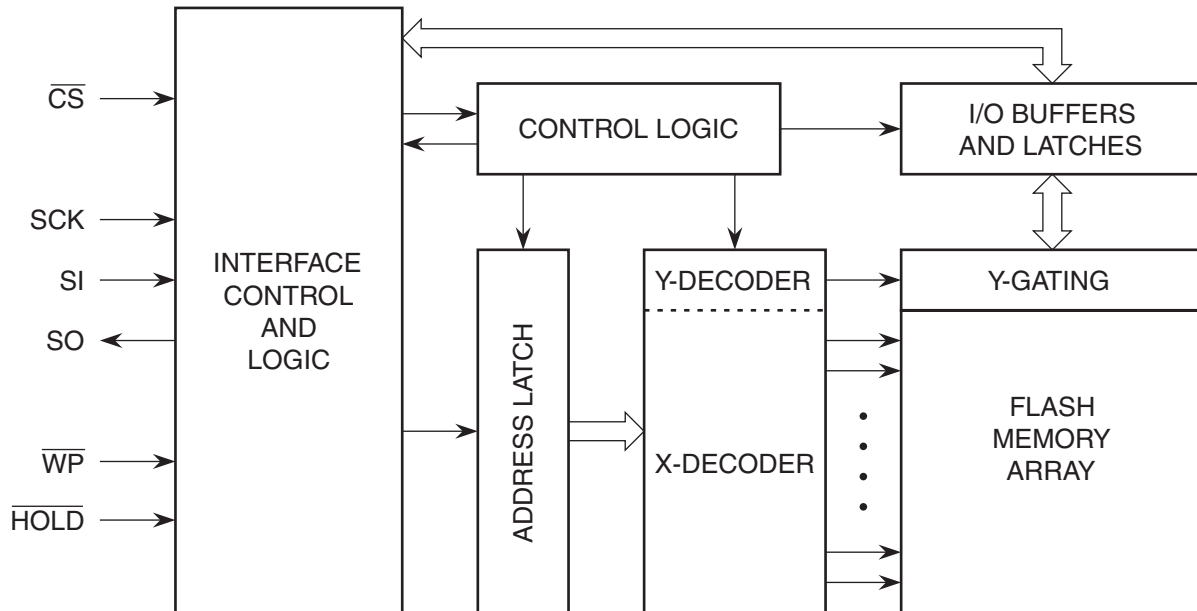 CS
SCK
SI
SO
WP
HOLD
INTERFACE
CONTROL
AND
LOGIC
CONTROL LOGIC
I/O BUFFERS
AND LATCHES
ADDRESS LATCH
Y-DECODER
X-DECODER
Y-GATING
FLASH
MEMORY
ARRAY